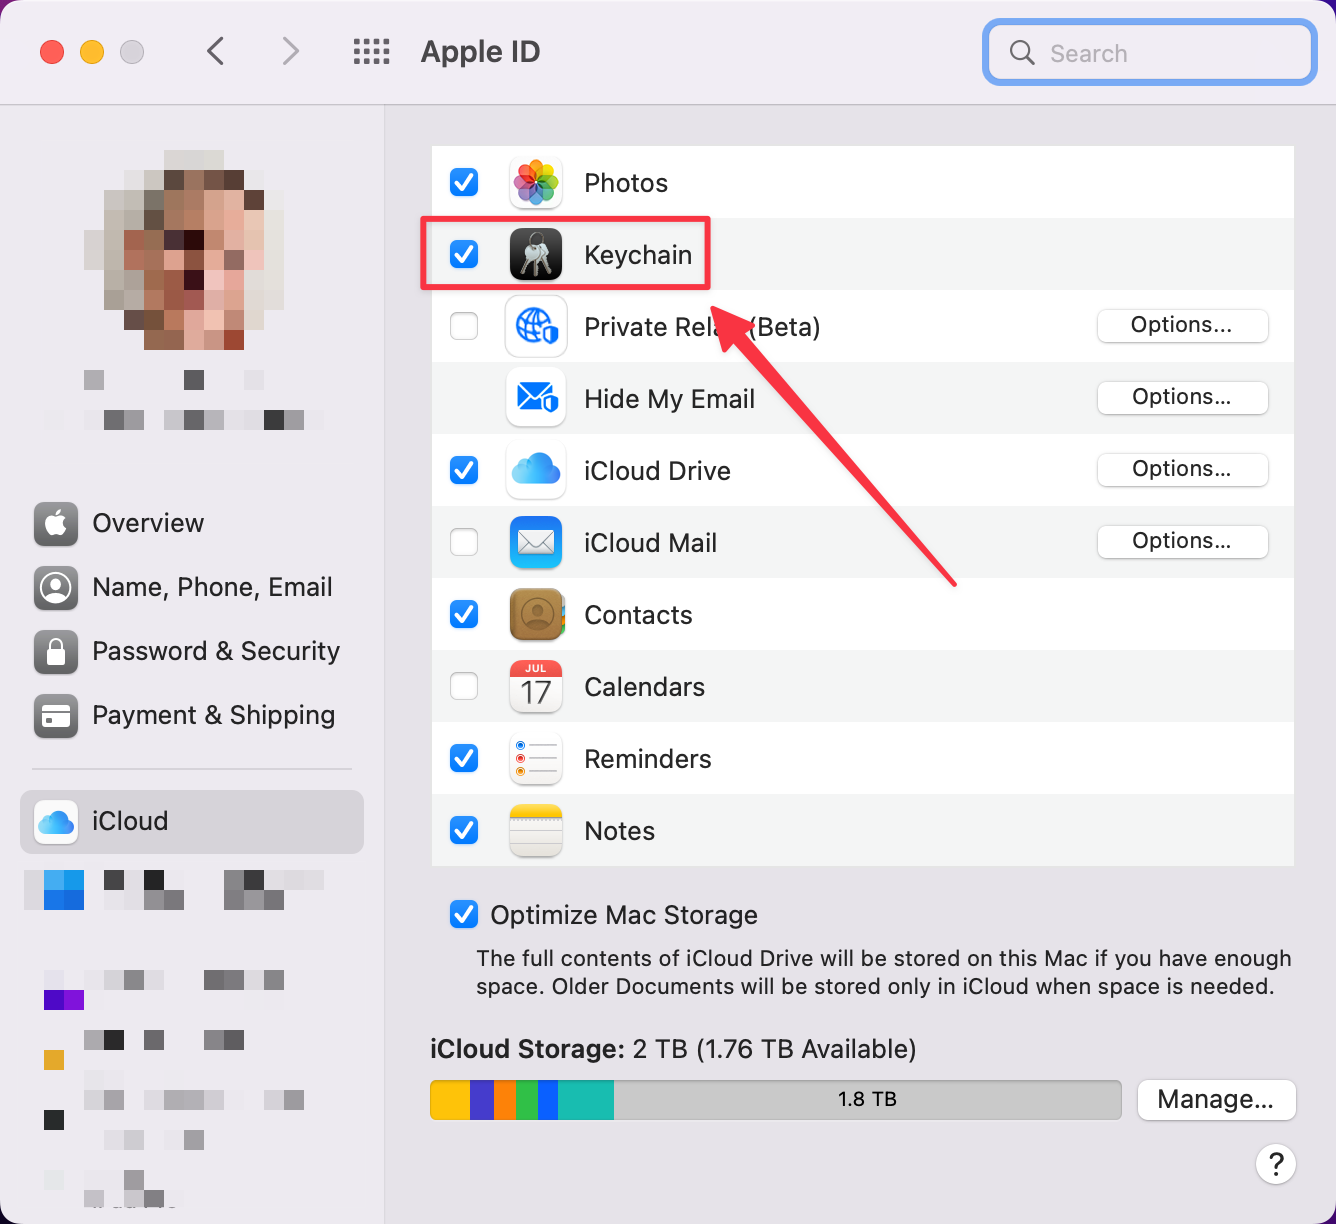 Apple ID
Search
Overview
Name, Phone, Email
Password & Security
Payment & Shipping
iCloud
Photos
Keychain
Private Rela (Beta)
Options...
Hide My Email
Options...
iCloud Drive
Options...
iCloud Mail
Options...
Contacts
JUL
17
Calendars
Reminders
Notes
Optimize Mac Storage
The full contents of iCloud Drive will be stored on this Mac if you have enough
space. Older Documents will be stored only in iCloud when space is needed.
iCloud Storage: 2 TB (1.76 TB Available)
1.8 TB
Manage...
?